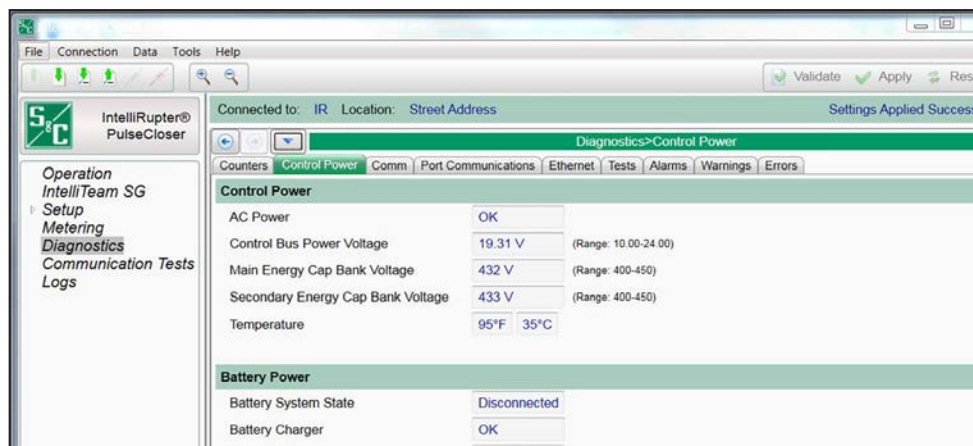 File Connection Data Tools Help
Validate Apply Res
S&C
IntelliRupter®
PulseCloser
Connected to: IR Location: Street Address Settings Applied Success
Diagnostics>Control Power
Counters Control Power Comm Port Communications Ethernet Tests Alarms Warnings Errors
Operation
IntelliTeam SG
Setup
Metering
Diagnostics
Communication Tests
Logs
Control Power
AC Power OK
Control Bus Power Voltage 19.31 V (Range: 10.00-24.00)
Main Energy Cap Bank Voltage 432 V (Range: 400-450)
Secondary Energy Cap Bank Voltage 433 V (Range: 400-450)
Temperature 95°F 35°C
Battery Power
Battery System State Disconnected
Battery Charger OK